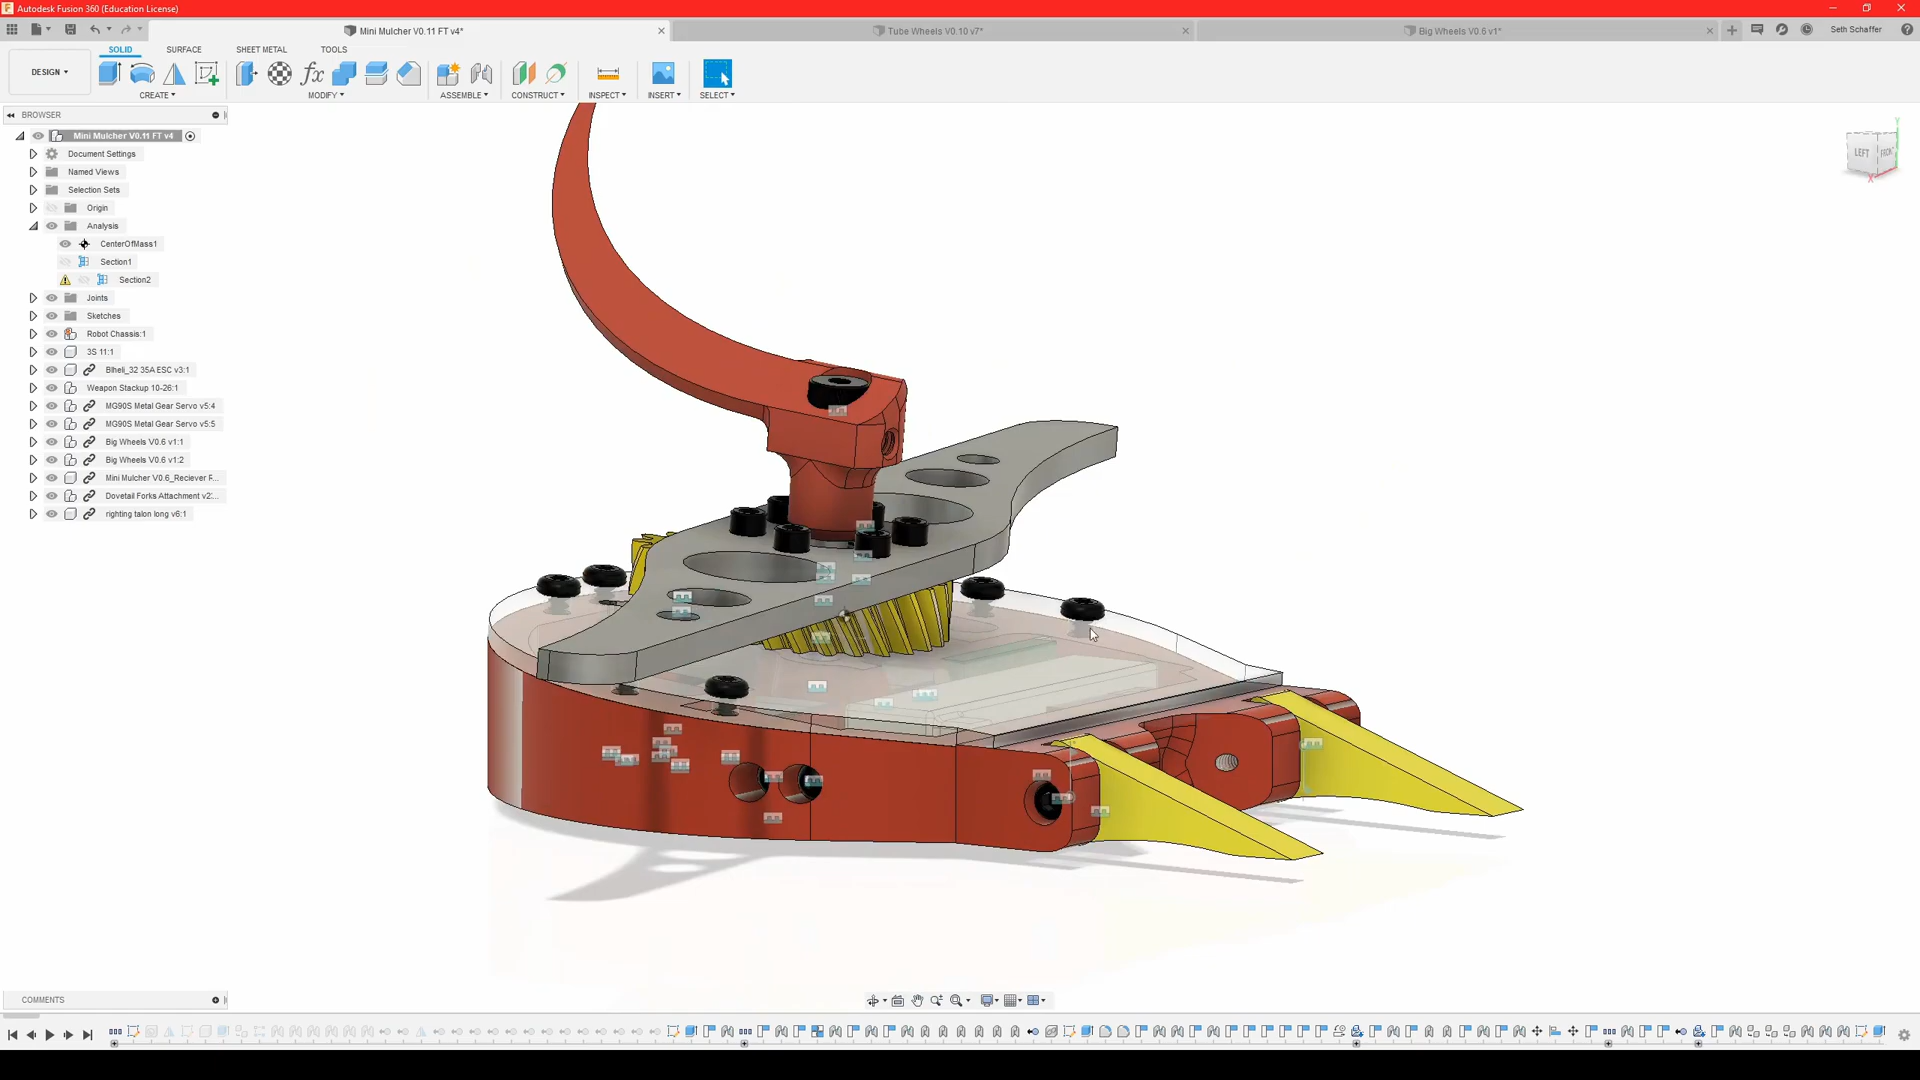 Autodesk Fusion 360 (Education License)
Mini Mulcher V0.11 FT v4*
Tube Wheels V0.10 v7*
Big Wheels V0.6 v1*
Seth Schaffer
SOLID
SURFACE
SHEET METAL
TOOLS
DESIGN
CREATE
MODIFY
ASSEMBLE
CONSTRUCT
INSPECT
INSERT
SELECT
BROWSER
Mini Mulcher V0.11 FT v4
Document Settings
Named Views
Selection Sets
Origin
Analysis
CenterOfMass1
Section1
Section2
Joints
Sketches
Robot Chassis:1
3S 11:1
Blheli_32 35A ESC v3:1
Weapon Stackup 10-26:1
MG90S Metal Gear Servo v5:4
MG90S Metal Gear Servo v5:5
Big Wheels V0.6 v1:1
Big Wheels V0.6 v1:2
Mini Mulcher V0.6_Reciever F...
Dovetail Forks Attachment v2:...
righting talon long v6:1
LEFT
FRONT
Y
X
COMMENTS